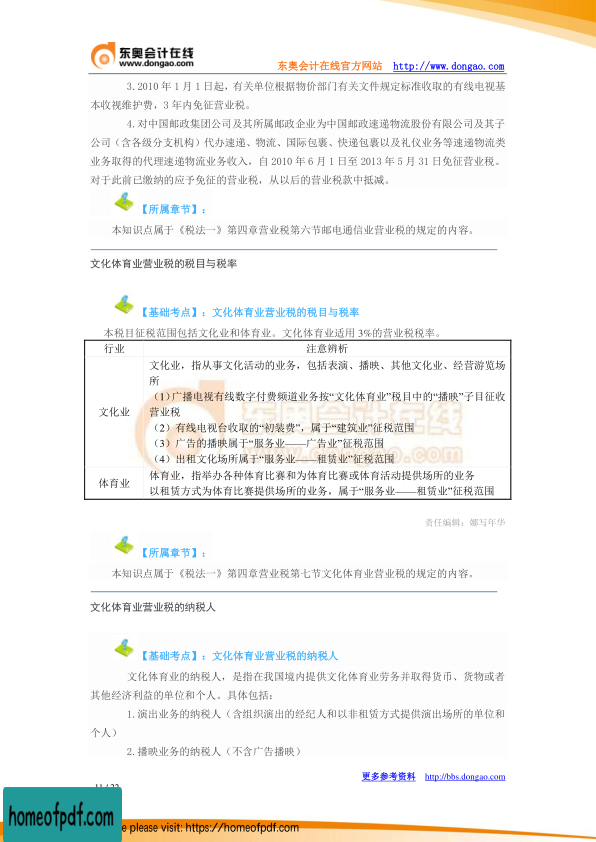 东奥会计在线
www.dongao.com
东奥会计在线官方网站 http://www.dongao.com
3.2010 年 1 月 1 日起，有关单位根据物价部门有关文件规定标准收取的有线电视基
本收视维护费，3 年内免征营业税。
4.对中国邮政集团公司及其所属邮政企业为中国邮政速递物流股份有限公司及其子
公司（含各级分支机构）代办速递、物流、国际包裹、快递包裹以及礼仪业务等速递物流类
业务取得的代理速递物流业务收入，自 2010 年 6 月 1 日至 2013 年 5 月 31 日免征营业税。
对于此前已缴纳的应予免征的营业税，从以后的营业税款中抵减。
【所属章节】：
本知识点属于《税法一》第四章营业税第六节邮电通信业营业税的规定的内容。
文化体育业营业税的税目与税率
【基础考点】：文化体育业营业税的税目与税率
本税目征税范围包括文化业和体育业。文化体育业适用 3%的营业税税率。
行业 注意辨析
文化业，指从事文化活动的业务，包括表演、播映、其他文化业、经营游览场
所
（1）广播电视有线数字付费频道业务按“文化体育业”税目中的“播映”子目征收
文化业 营业税
（2）有线电视台收取的“初装费”，属于“建筑业”征税范围
（3）广告的播映属于“服务业——广告业”征税范围
（4）出租文化场所属于“服务业——租赁业”征税范围
体育业 体育业，指举办各种体育比赛和为体育比赛或体育活动提供场所的业务
以租赁方式为体育比赛提供场所的业务，属于“服务业——租赁业”征税范围
东奥会计在线
责任编辑：娜写年华
【所属章节】：
本知识点属于《税法一》第四章营业税第七节文化体育业营业税的规定的内容。
文化体育业营业税的纳税人
【基础考点】：文化体育业营业税的纳税人
文化体育业的纳税人，是指在我国境内提供文化体育业劳务并取得货币、货物或者
其他经济利益的单位和个人。具体包括：
1.演出业务的纳税人（含组织演出的经纪人和以非租赁方式提供演出场所的单位和
个人）
2.播映业务的纳税人（不含广告播映）
更多参考资料 http://bbs.dongao.com
homeofpdf.com
please visit: https://homeofpdf.com